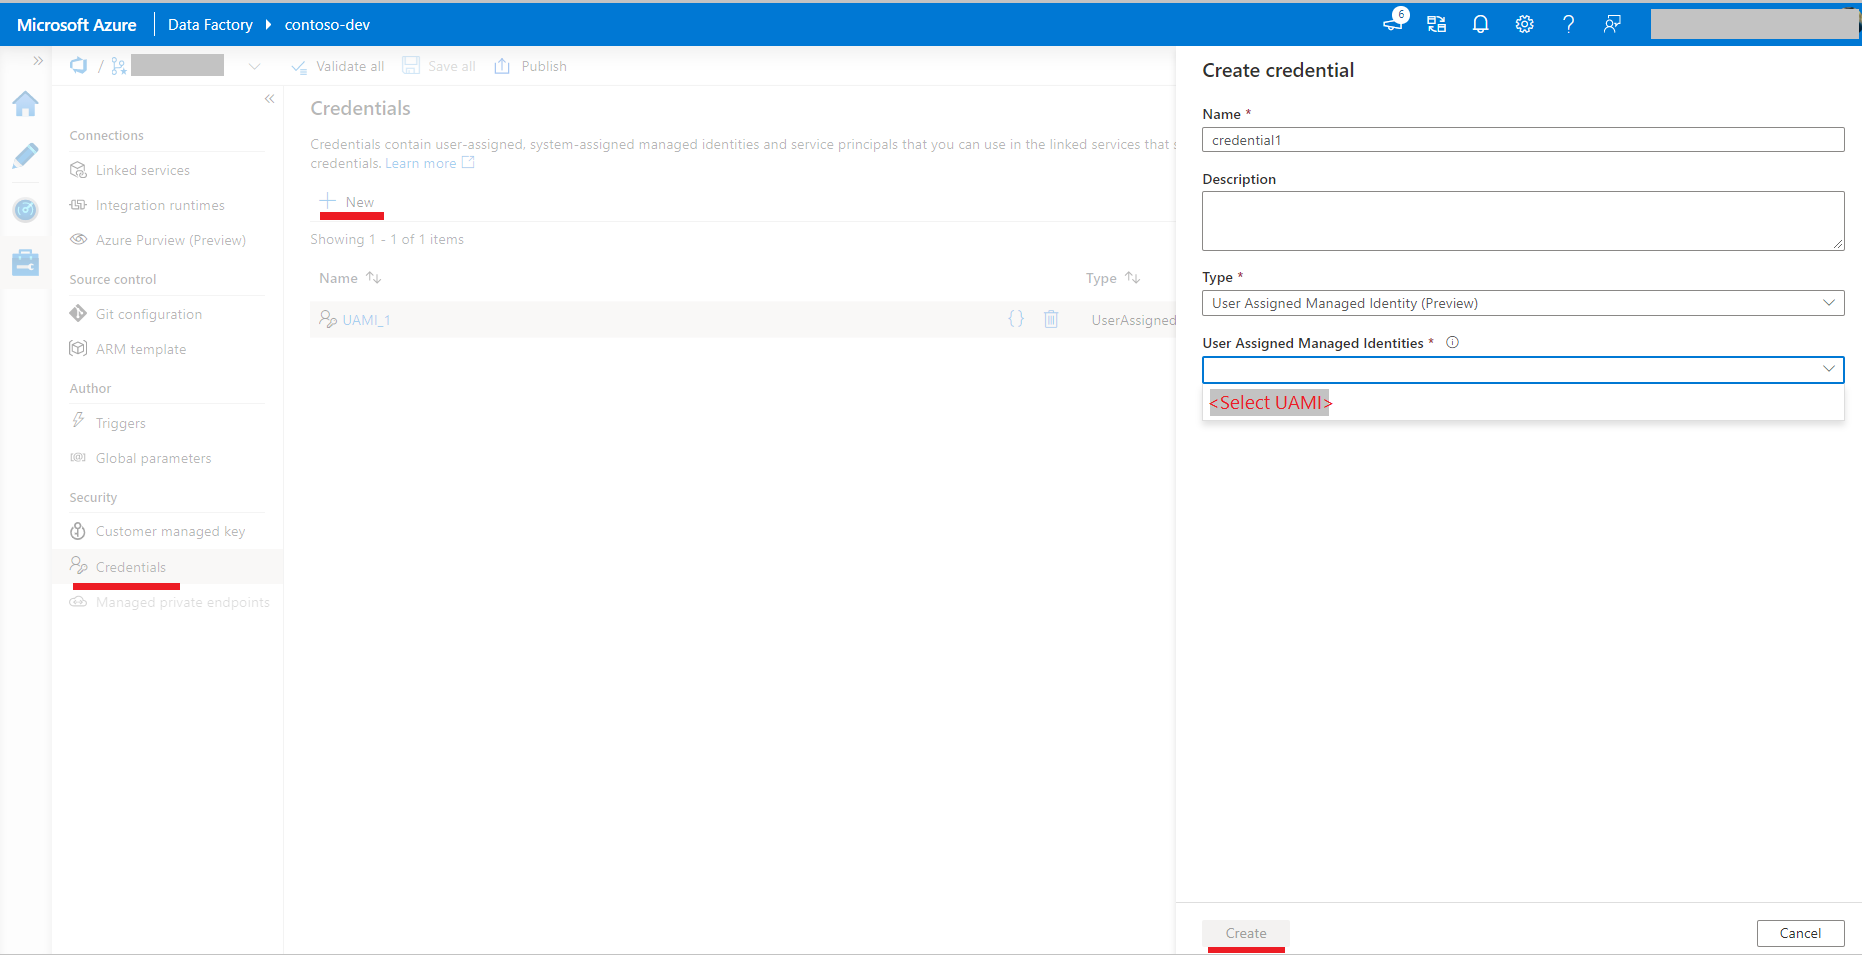 Microsoft Azure
Data Factory
contoso-dev
6
/
Validate all
Save all
Publish
Connections
Linked services
Integration runtimes
Azure Purview (Preview)
Source control
Git configuration
ARM template
Author
Triggers
Global parameters
Security
Customer managed key
Credentials
Managed private endpoints
Credentials
Credentials contain user-assigned, system-assigned managed identities and service principals that you can use in the linked services that s
credentials. Learn more
New
Showing 1 - 1 of 1 items
Name
Type
UAMI_1
UserAssigned
Create credential
Name *
credential1
Description
Type *
User Assigned Managed Identity (Preview)
User Assigned Managed Identities *
<Select UAMI>
Create
Cancel